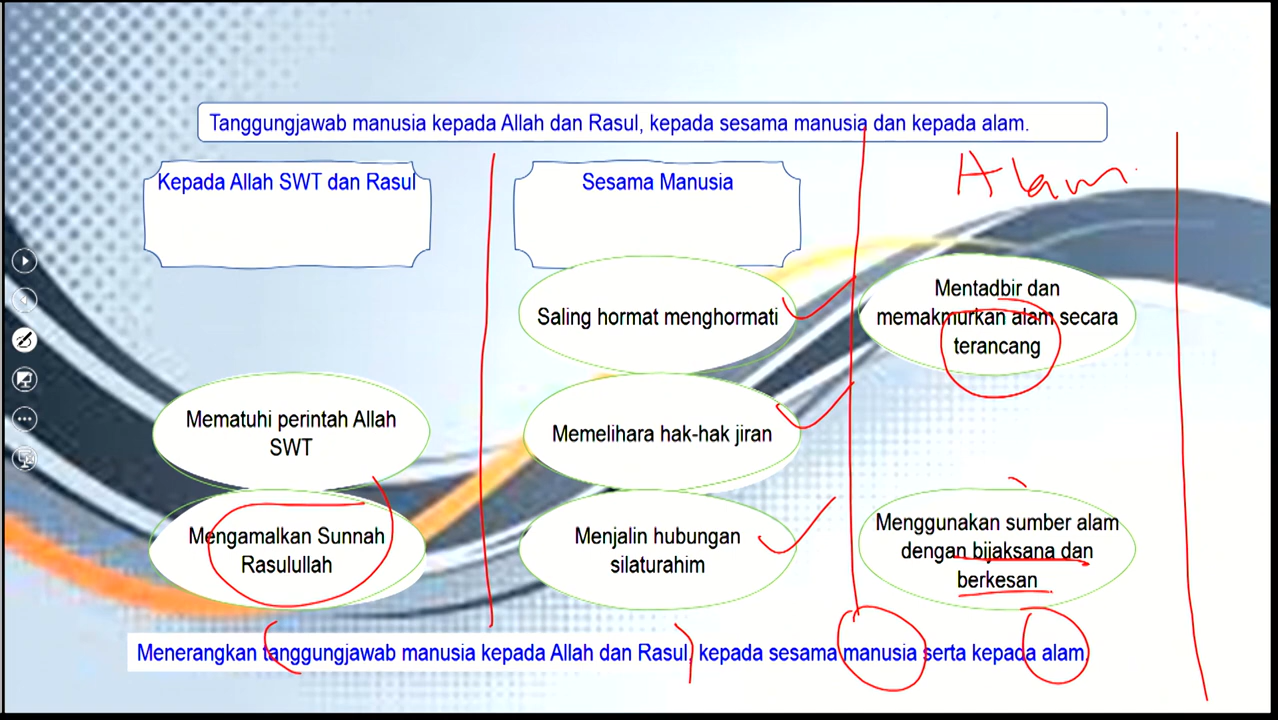 Tanggungjawab manusia kepada Allah dan Rasul, kepada sesama manusia dan kepada alam.
Kepada Allah SWT dan Rasul
Sesama Manusia
Alam
Saling hormat menghormati
Mentadbir dan
memakmurkan alam secara
terancang
Mematuhi perintah Allah
SWT
Memelihara hak-hak jiran
Mengamalkan Sunnah
Rasulullah
Menjalin hubungan
silaturahim
Menggunakan sumber alam
dengan bijaksana dan
berkesan
Menerangkan tanggungjawab manusia kepada Allah dan Rasul, kepada sesama manusia serta kepada alam.